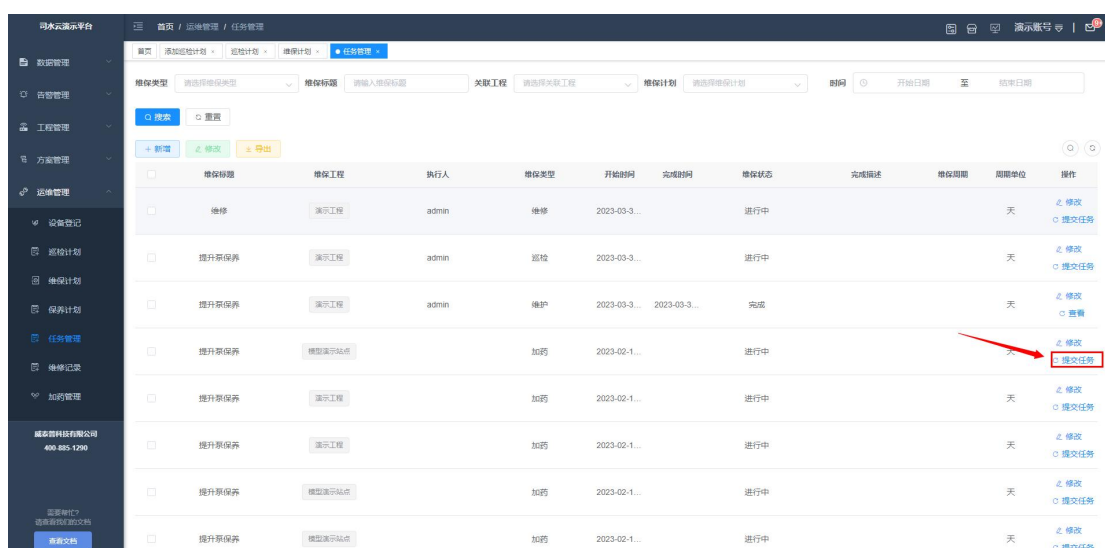 司水云演示平台
首页 / 运维管理 / 任务管理
演示账号
9+
首页 添加巡检计划 × 巡检计划 × 维保计划 × 任务管理 ×
数据管理
告警管理
工程管理
方案管理
运维管理
设备登记
巡检计划
维保计划
保养计划
任务管理
维修记录
加药管理
威泰普科技有限公司
400-885-1290
需要帮忙?
请查看我们的文档
查看文档
维保类型 请选择维保类型 维保标题 请输入维保标题 关联工程 请选择关联工程 维保计划 请选择维保计划 时间 开始日期 至 结束日期
搜索 重置
+ 新增 修改 导出
维保标题 维保工程 执行人 维保类型 开始时间 完成时间 维保状态 完成描述 维保周期 周期单位 操作
维修 演示工程 admin 维修 2023-03-3... 进行中 天 修改
提交任务
提升泵保养 演示工程 admin 巡检 2023-03-3... 进行中 天 修改
提交任务
提升泵保养 演示工程 admin 维护 2023-03-3... 2023-03-3... 完成 天 修改
查看
提升泵保养 模型演示站点 加药 2023-02-1... 进行中 天 修改
提交任务
提升泵保养 演示工程 加药 2023-02-1... 进行中 天 修改
提交任务
提升泵保养 演示工程 加药 2023-02-1... 进行中 天 修改
提交任务
提升泵保养 模型演示站点 加药 2023-02-1... 进行中 天 修改
提交任务
提升泵保养 模型演示站点 加药 2023-02-1... 进行中 天 修改
提交任务